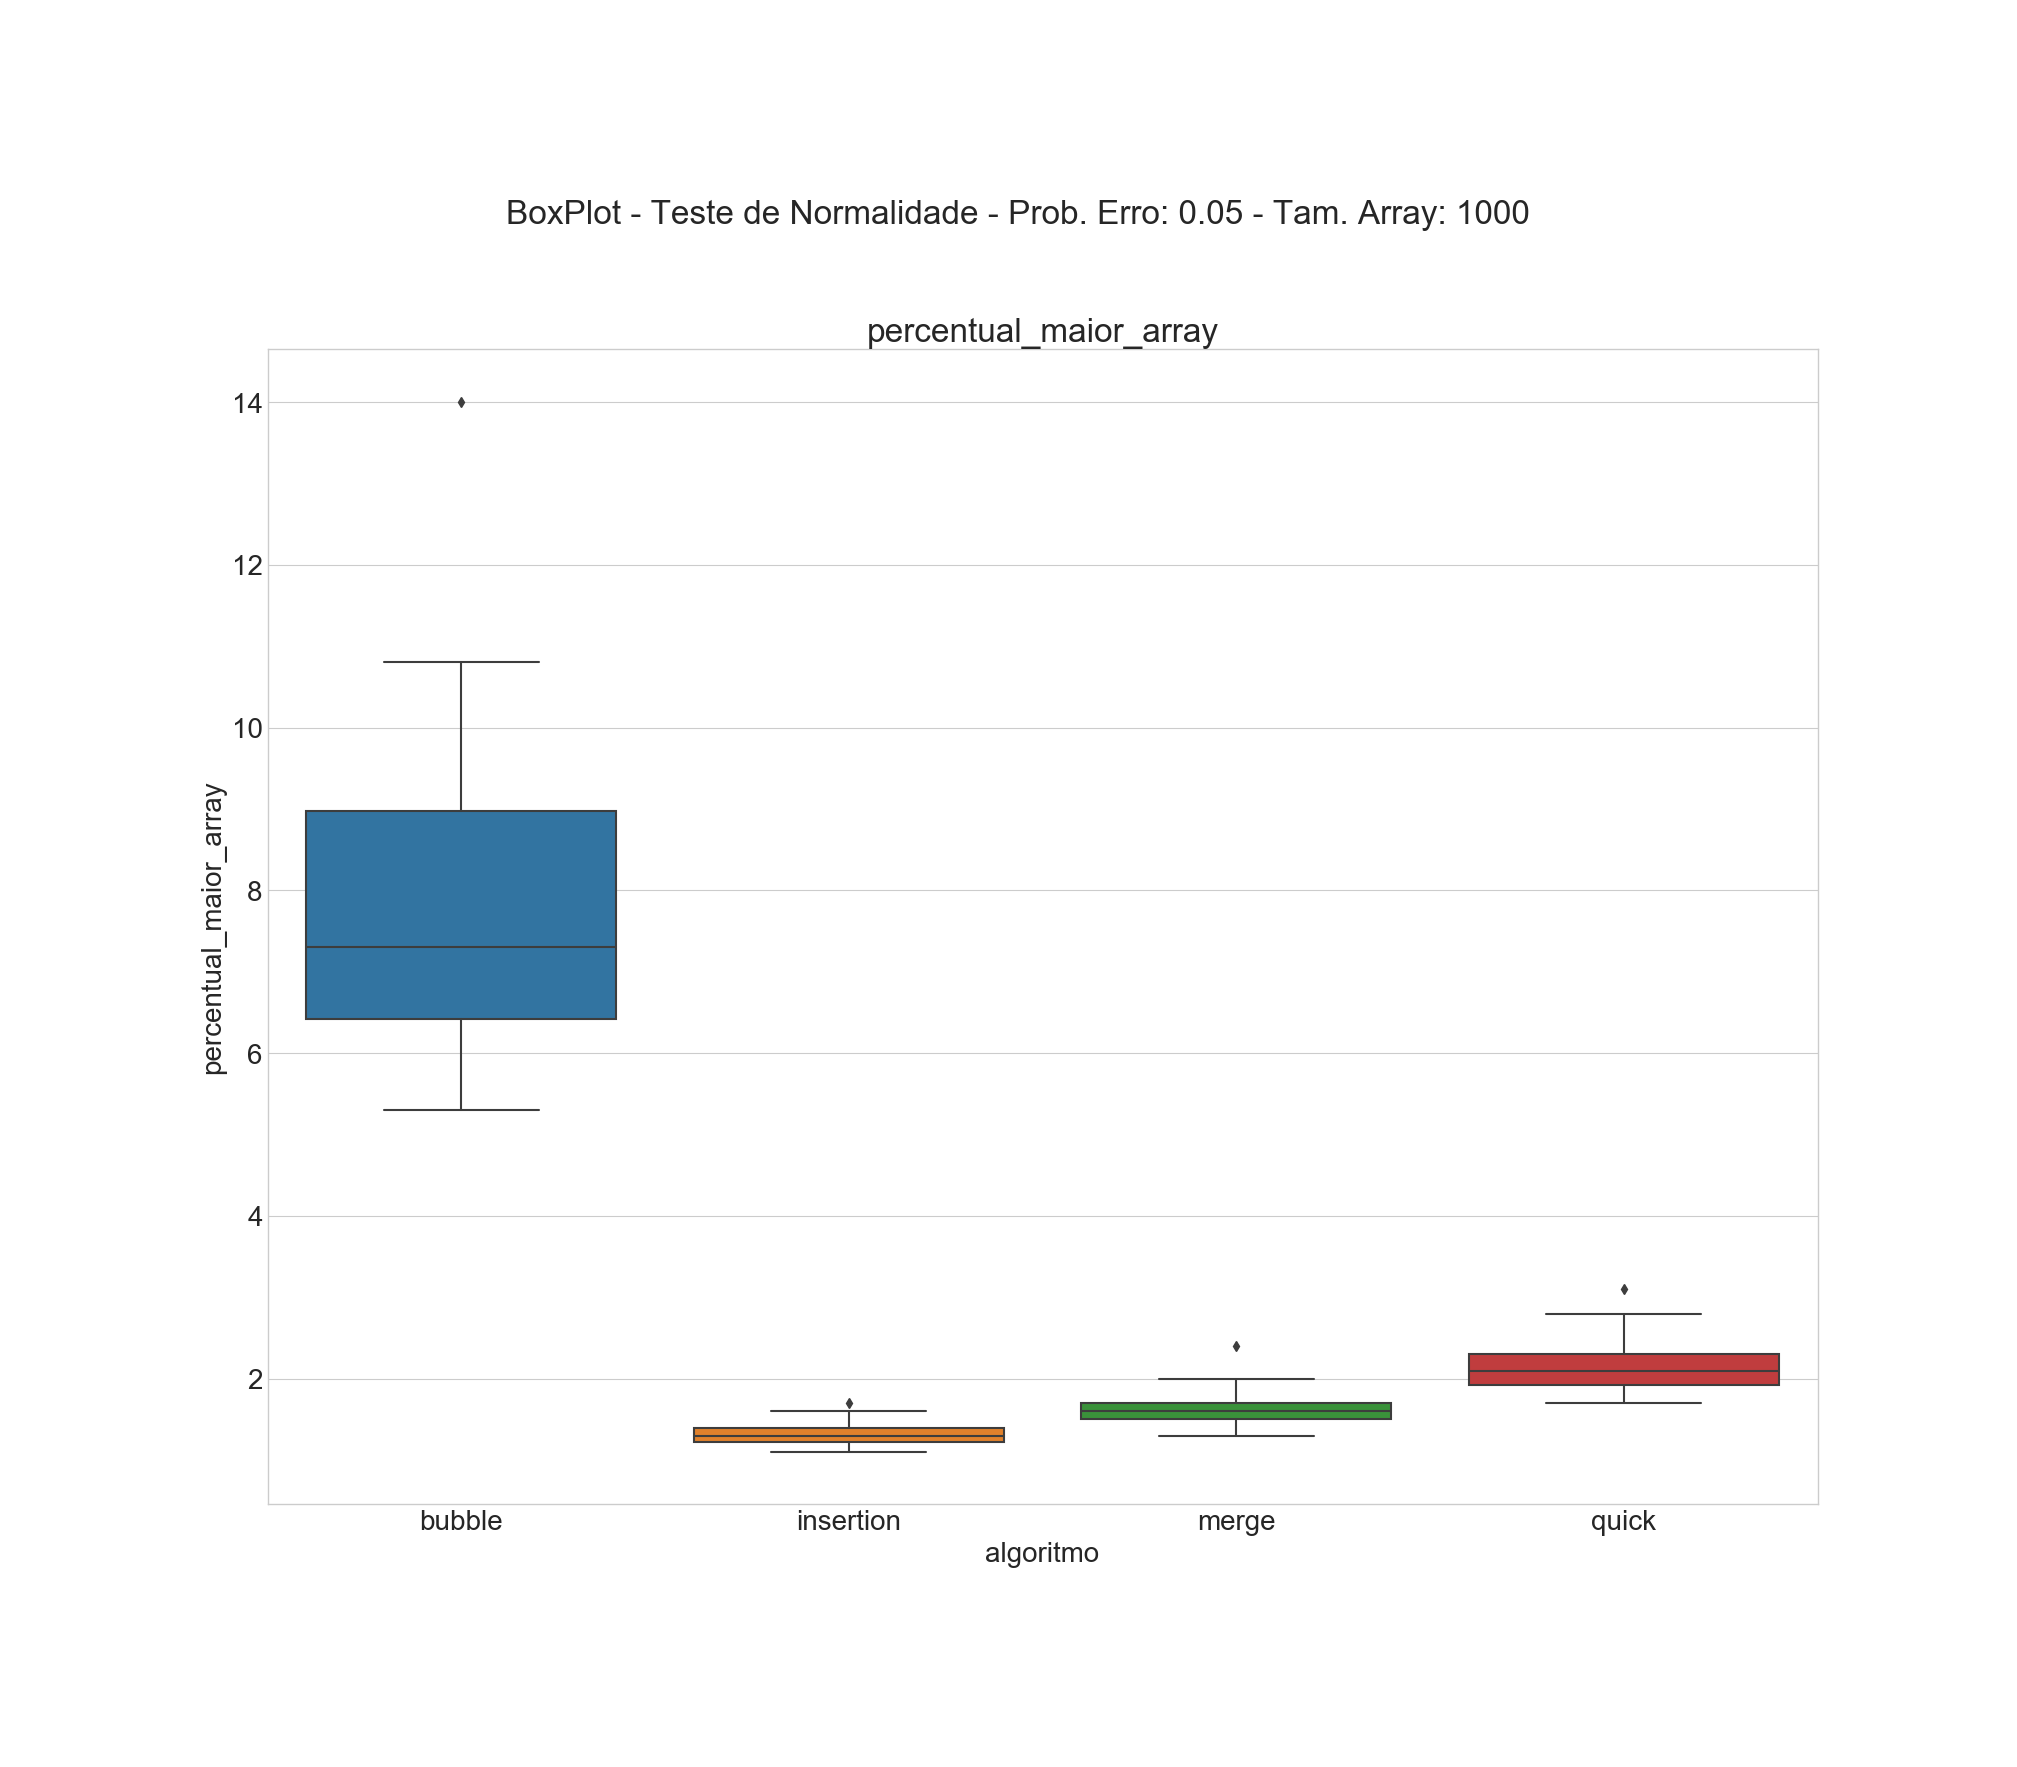 BoxPlot - Teste de Normalidade - Prob. Erro: 0.05 - Tam. Array: 1000
percentual_maior_array
percentual_maior_array
14
12
10
8
6
4
2
bubble
insertion
merge
quick
algoritmo